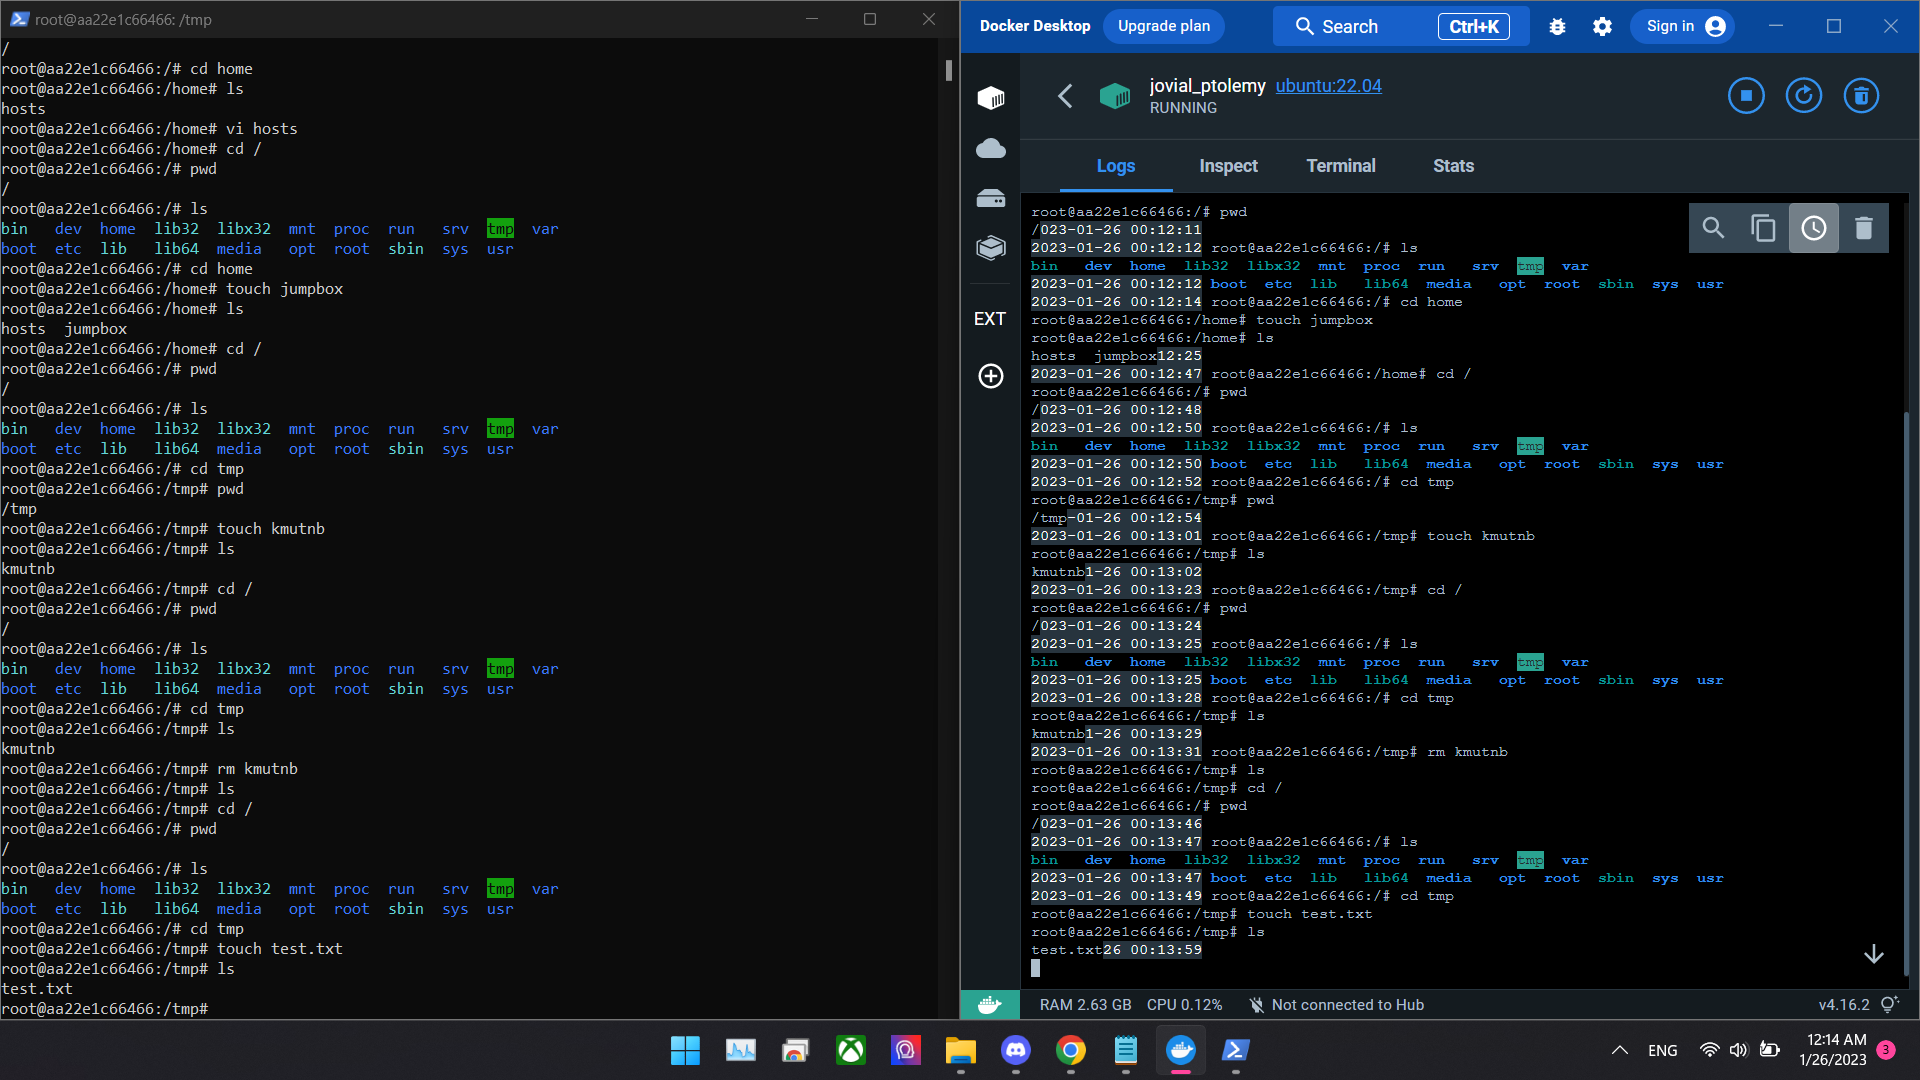 root@aa22e1c66466: /tmp
/
root@aa22e1c66466:/# cd home
root@aa22e1c66466:/home# ls
hosts
root@aa22e1c66466:/home# vi hosts
root@aa22e1c66466:/home# cd /
root@aa22e1c66466:/# pwd
/
root@aa22e1c66466:/# ls
bin dev home lib32 libx32 mnt proc run srv tmp var
boot etc lib lib64 media opt root sbin sys usr
root@aa22e1c66466:/# cd home
root@aa22e1c66466:/home# touch jumpbox
root@aa22e1c66466:/home# ls
hosts jumpbox
root@aa22e1c66466:/home# cd /
root@aa22e1c66466:/# pwd
/
root@aa22e1c66466:/# ls
bin dev home lib32 libx32 mnt proc run srv tmp var
boot etc lib lib64 media opt root sbin sys usr
root@aa22e1c66466:/# cd tmp
root@aa22e1c66466:/tmp# pwd
/tmp
root@aa22e1c66466:/tmp# touch kmutnb
root@aa22e1c66466:/tmp# ls
kmutnb
root@aa22e1c66466:/tmp# cd /
root@aa22e1c66466:/# pwd
/
root@aa22e1c66466:/# ls
bin dev home lib32 libx32 mnt proc run srv tmp var
boot etc lib lib64 media opt root sbin sys usr
root@aa22e1c66466:/# cd tmp
root@aa22e1c66466:/tmp# ls
kmutnb
root@aa22e1c66466:/tmp# rm kmutnb
root@aa22e1c66466:/tmp# ls
root@aa22e1c66466:/tmp# cd /
root@aa22e1c66466:/# pwd
/
root@aa22e1c66466:/# ls
bin dev home lib32 libx32 mnt proc run srv tmp var
boot etc lib lib64 media opt root sbin sys usr
root@aa22e1c66466:/# cd tmp
root@aa22e1c66466:/tmp# touch test.txt
root@aa22e1c66466:/tmp# ls
test.txt
root@aa22e1c66466:/tmp#
Docker Desktop Upgrade plan Search Ctrl+K Sign in
jovial_ptolemy ubuntu:22.04
RUNNING
Logs Inspect Terminal Stats
EXT
root@aa22e1c66466:/# pwd
/023-01-26 00:12:11
2023-01-26 00:12:12 root@aa22e1c66466:/# ls
bin dev home lib32 libx32 mnt proc run srv tmp var
2023-01-26 00:12:12 boot etc lib lib64 media opt root sbin sys usr
2023-01-26 00:12:14 root@aa22e1c66466:/# cd home
root@aa22e1c66466:/home# touch jumpbox
root@aa22e1c66466:/home# ls
hosts jumpbox12:25
2023-01-26 00:12:47 root@aa22e1c66466:/home# cd /
root@aa22e1c66466:/# pwd
/023-01-26 00:12:48
2023-01-26 00:12:50 root@aa22e1c66466:/# ls
bin dev home lib32 libx32 mnt proc run srv tmp var
2023-01-26 00:12:50 boot etc lib lib64 media opt root sbin sys usr
2023-01-26 00:12:52 root@aa22e1c66466:/# cd tmp
root@aa22e1c66466:/tmp# pwd
/tmp-01-26 00:12:54
2023-01-26 00:13:01 root@aa22e1c66466:/tmp# touch kmutnb
root@aa22e1c66466:/tmp# ls
kmutnb1-26 00:13:02
2023-01-26 00:13:23 root@aa22e1c66466:/tmp# cd /
root@aa22e1c66466:/# pwd
/023-01-26 00:13:24
2023-01-26 00:13:25 root@aa22e1c66466:/# ls
bin dev home lib32 libx32 mnt proc run srv tmp var
2023-01-26 00:13:25 boot etc lib lib64 media opt root sbin sys usr
2023-01-26 00:13:28 root@aa22e1c66466:/# cd tmp
root@aa22e1c66466:/tmp# ls
kmutnb1-26 00:13:29
2023-01-26 00:13:31 root@aa22e1c66466:/tmp# rm kmutnb
root@aa22e1c66466:/tmp# ls
root@aa22e1c66466:/tmp# cd /
root@aa22e1c66466:/# pwd
/023-01-26 00:13:46
2023-01-26 00:13:47 root@aa22e1c66466:/# ls
bin dev home lib32 libx32 mnt proc run srv tmp var
2023-01-26 00:13:47 boot etc lib lib64 media opt root sbin sys usr
2023-01-26 00:13:49 root@aa22e1c66466:/# cd tmp
root@aa22e1c66466:/tmp# touch test.txt
root@aa22e1c66466:/tmp# ls
test.txt26 00:13:59
RAM 2.63 GB CPU 0.12% Not connected to Hub v4.16.2
ENG 12:14 AM
1/26/2023 3